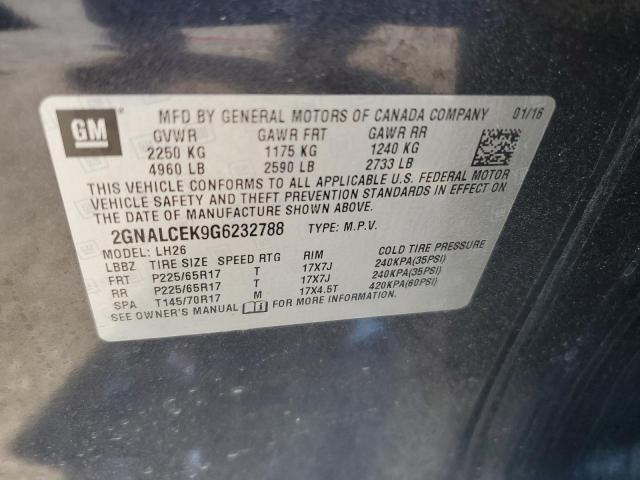 GM
MFD BY GENERAL MOTORS OF CANADA COMPANY 01/16
GVWR GAWR FRT GAWR RR
2250 KG 1175 KG 1240 KG
4960 LB 2590 LB 2733 LB
THIS VEHICLE CONFORMS TO ALL APPLICABLE U.S. FEDERAL MOTOR
VEHICLE SAFETY AND THEFT PREVENTION STANDARDS IN EFFECT ON
THE DATE OF MANUFACTURE SHOWN ABOVE.
2GNALCEK9G6232788 TYPE: M.P.V.
MODEL: LH26
LBBZ TIRE SIZE SPEED RTG RIM COLD TIRE PRESSURE
FRT P225/65R17 T 17X7J 240KPA(35PSI)
RR P225/65R17 T 17X7J 240KPA(35PSI)
SPA T145/70R17 M 17X4.5T 420KPA(60PSI)
SEE OWNER'S MANUAL FOR MORE INFORMATION.